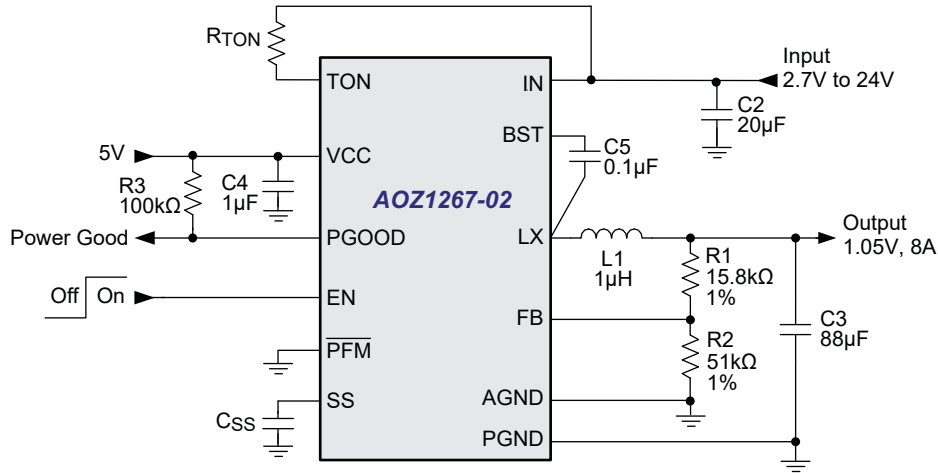 RTON
TON
IN
Input
2.7V to 24V
C2
20µF
BST
C5
0.1µF
5V
VCC
R3
100kΩ
C4
1µF
AOZ1267-02
Power Good
PGOOD
LX
L1
1µH
Output
1.05V, 8A
R1
15.8kΩ
1%
Off
On
EN
FB
R2
51kΩ
1%
C3
88µF
PFM
SS
CSS
AGND
PGND